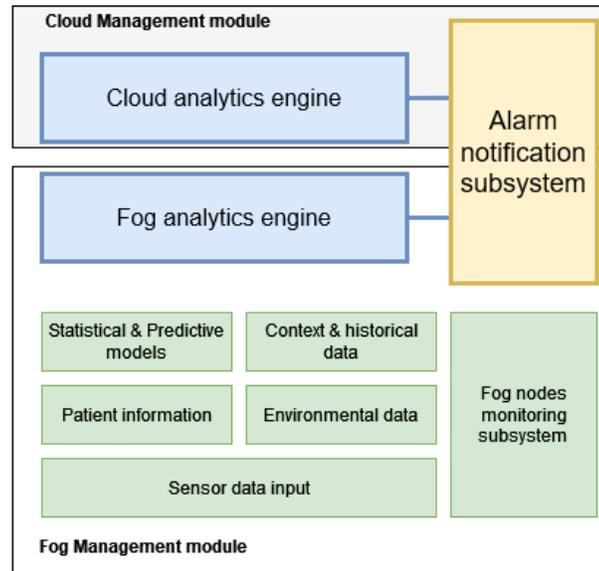 Cloud Management module
Cloud analytics engine
Alarm
notification
subsystem
Fog analytics engine
Statistical & Predictive
models
Context & historical
data
Patient information
Environmental data
Fog nodes
monitoring
subsystem
Sensor data input
Fog Management module